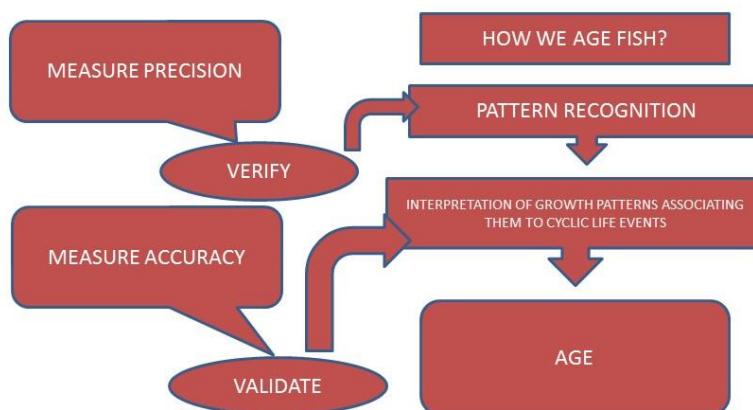 HOW WE AGE FISH?
MEASURE PRECISION
PATTERN RECOGNITION
VERIFY
INTERPRETATION OF GROWTH PATTERNS ASSOCIATING
THEM TO CYCLIC LIFE EVENTS
MEASURE ACCURACY
AGE
VALIDATE